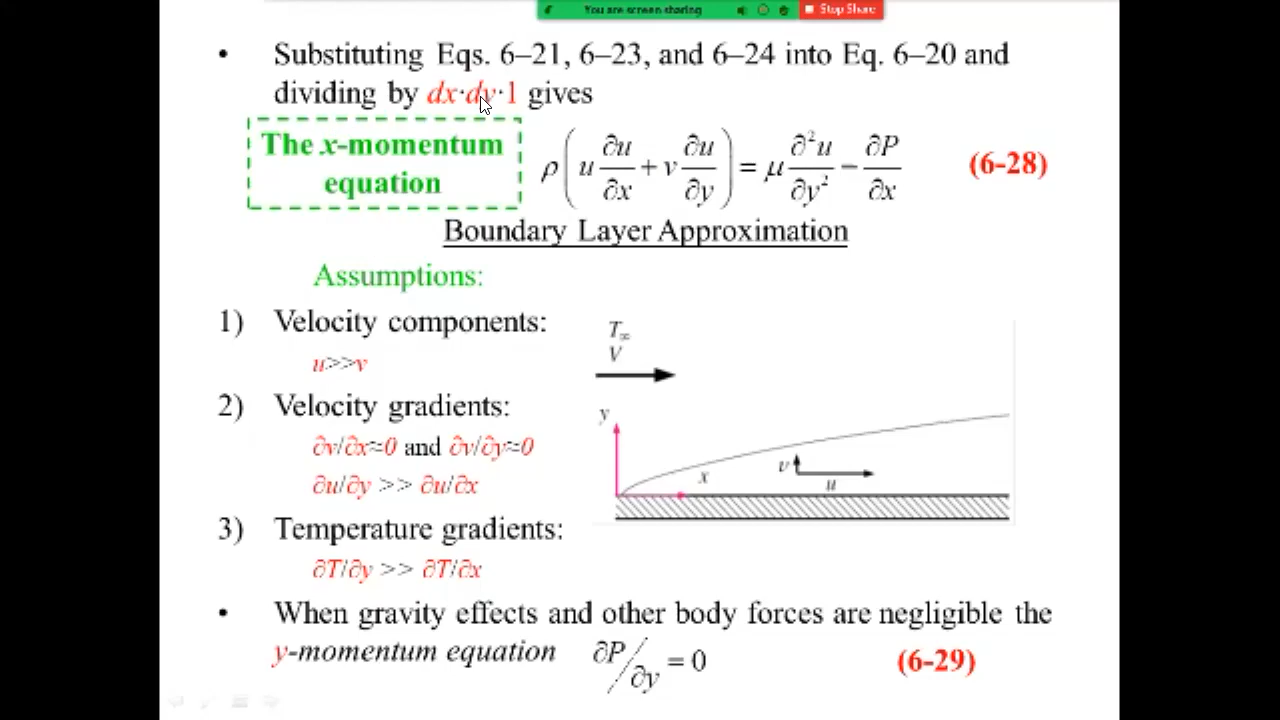 You are screen sharing Stop Share
• Substituting Eqs. 6–21, 6–23, and 6–24 into Eq. 6–20 and
dividing by dx·dy·1 gives
The x-momentum
equation
ρ(u ∂u/∂x + v ∂u/∂y) = μ ∂²u/∂y² − ∂P/∂x (6-28)
Boundary Layer Approximation
Assumptions:
1) Velocity components:
u>>v
2) Velocity gradients:
∂v/∂x≈0 and ∂v/∂y≈0
∂u/∂y >> ∂u/∂x
3) Temperature gradients:
∂T/∂y >> ∂T/∂x
T∞
V
y
x
v
u
• When gravity effects and other body forces are negligible the
y-momentum equation ∂P/∂y = 0 (6-29)